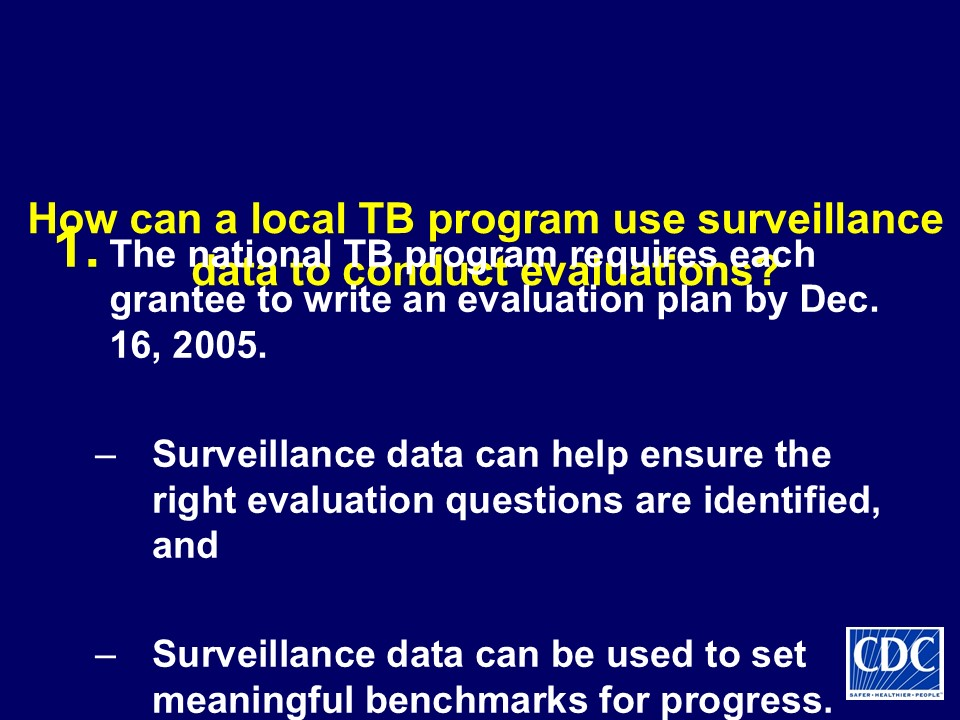 How can a local TB program use surveillance
data to conduct evaluations?
1. The national TB program requires each
grantee to write an evaluation plan by Dec.
16, 2005.
– Surveillance data can help ensure the
right evaluation questions are identified,
and
– Surveillance data can be used to set
meaningful benchmarks for progress.
CDC
SAFER•HEALTHIER•PEOPLE™